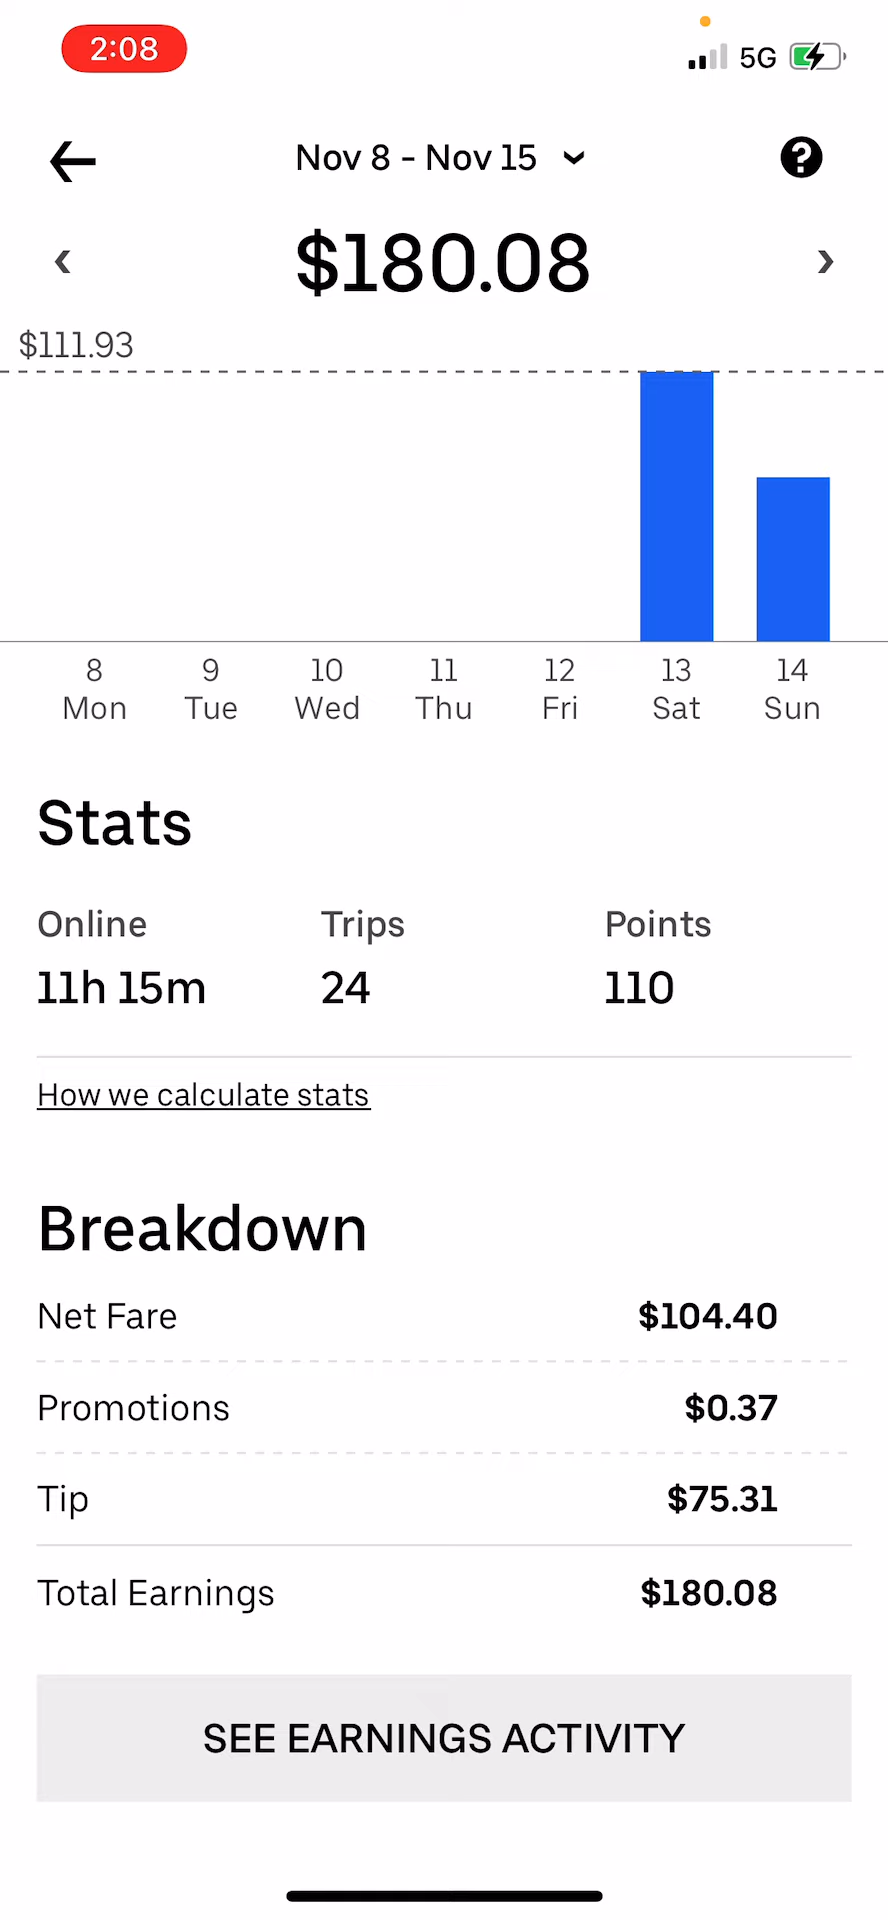 2:08
5G
Nov 8 - Nov 15
?
$180.08
$111.93
8 9 10 11 12 13 14
Mon Tue Wed Thu Fri Sat Sun
Stats
Online Trips Points
11h 15m 24 110
How we calculate stats
Breakdown
Net Fare $104.40
Promotions $0.37
Tip $75.31
Total Earnings $180.08
SEE EARNINGS ACTIVITY